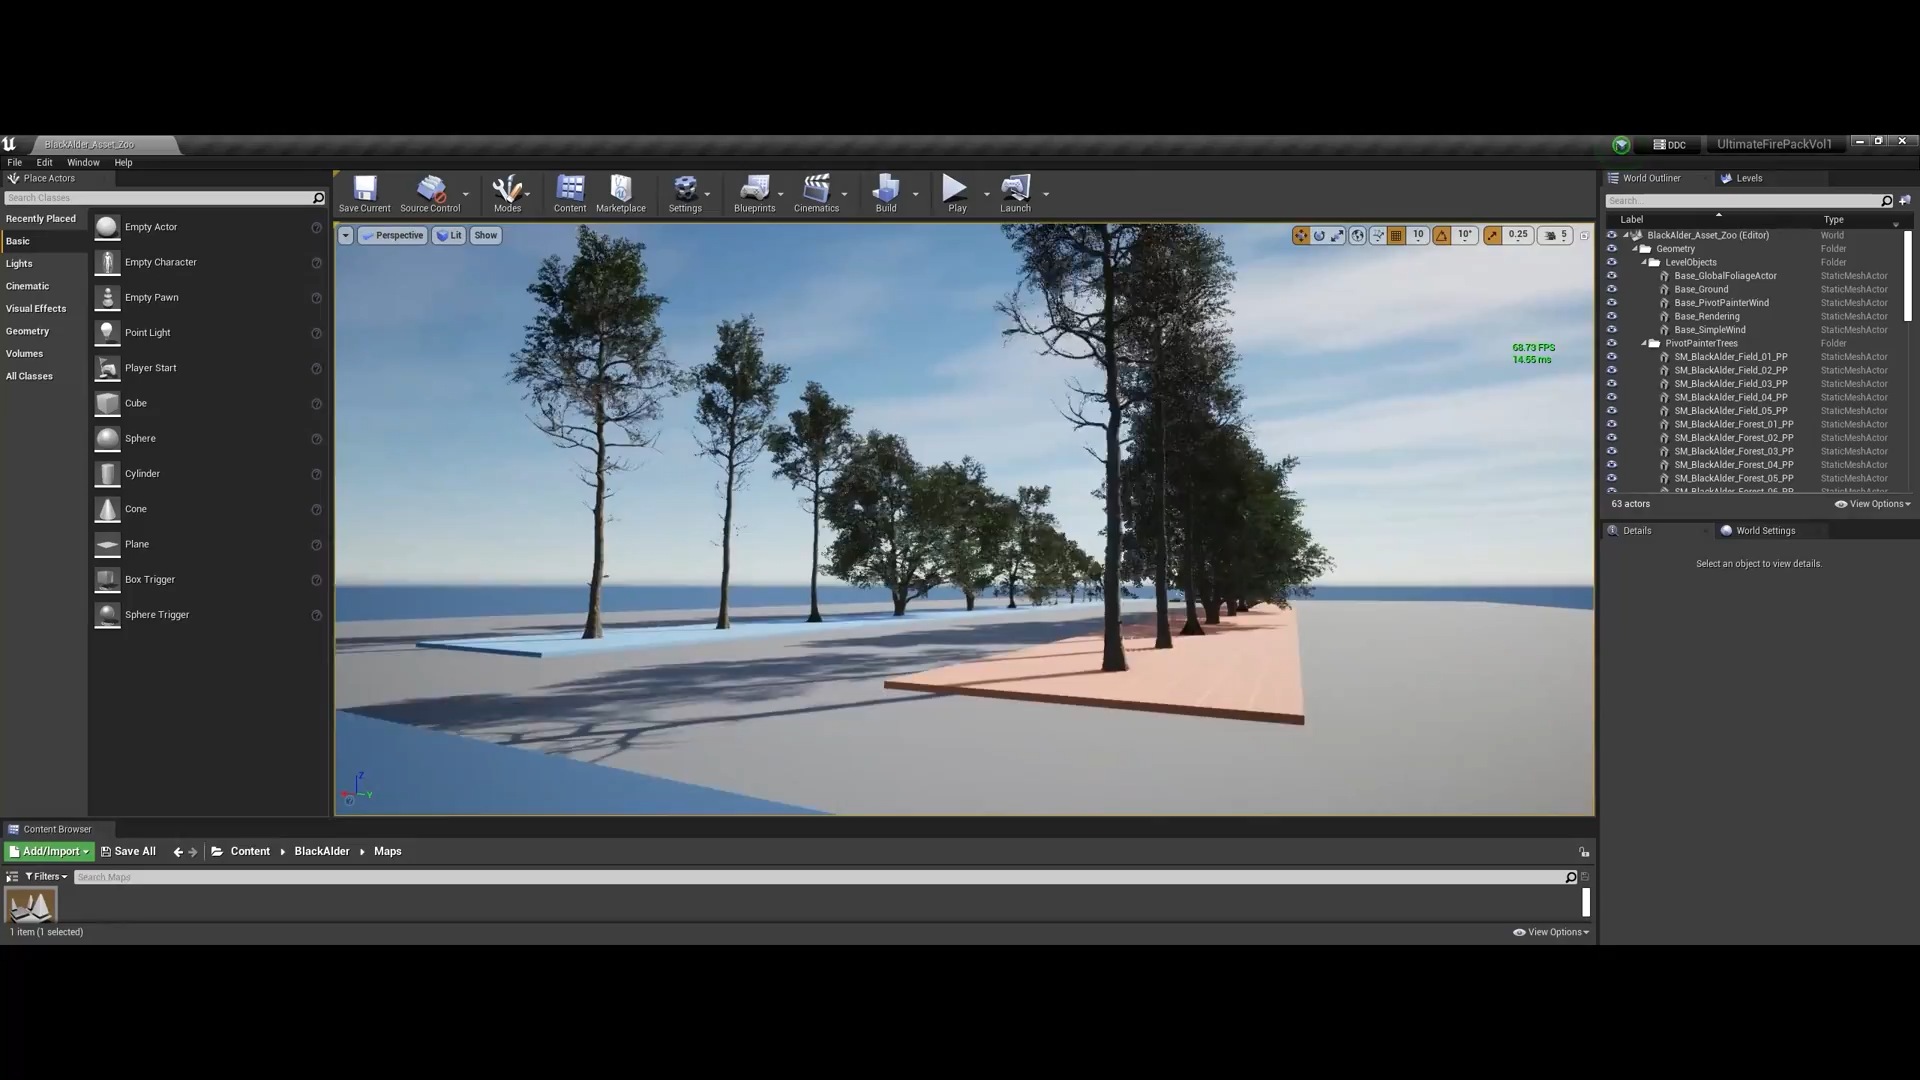 BlackAlder_Asset_Zoo
DDC
UltimateFirePackVol1
File Edit Window Help
Place Actors
Search Classes
Recently Placed
Basic
Lights
Cinematic
Visual Effects
Geometry
Volumes
All Classes
Empty Actor
Empty Character
Empty Pawn
Point Light
Player Start
Cube
Sphere
Cylinder
Cone
Plane
Box Trigger
Sphere Trigger
Save Current Source Control Modes Content Marketplace Settings Blueprints Cinematics Build Play Launch
Perspective Lit Show
10 10° 0.25 5
68.73 FPS
14.55 ms
Z
Y
World Outliner Levels
Search...
Label Type
BlackAlder_Asset_Zoo (Editor) World
Geometry Folder
LevelObjects Folder
Base_GlobalFoliageActor StaticMeshActor
Base_Ground StaticMeshActor
Base_PivotPainterWind StaticMeshActor
Base_Rendering StaticMeshActor
Base_SimpleWind StaticMeshActor
PivotPainterTrees Folder
SM_BlackAlder_Field_01_PP StaticMeshActor
SM_BlackAlder_Field_02_PP StaticMeshActor
SM_BlackAlder_Field_03_PP StaticMeshActor
SM_BlackAlder_Field_04_PP StaticMeshActor
SM_BlackAlder_Field_05_PP StaticMeshActor
SM_BlackAlder_Forest_01_PP StaticMeshActor
SM_BlackAlder_Forest_02_PP StaticMeshActor
SM_BlackAlder_Forest_03_PP StaticMeshActor
SM_BlackAlder_Forest_04_PP StaticMeshActor
SM_BlackAlder_Forest_05_PP StaticMeshActor
SM_BlackAlder_Forest_06_PP StaticMeshActor
63 actors View Options
Details World Settings
Select an object to view details.
Content Browser
Add/Import Save All Content BlackAlder Maps
Filters Search Maps
1 item (1 selected) View Options